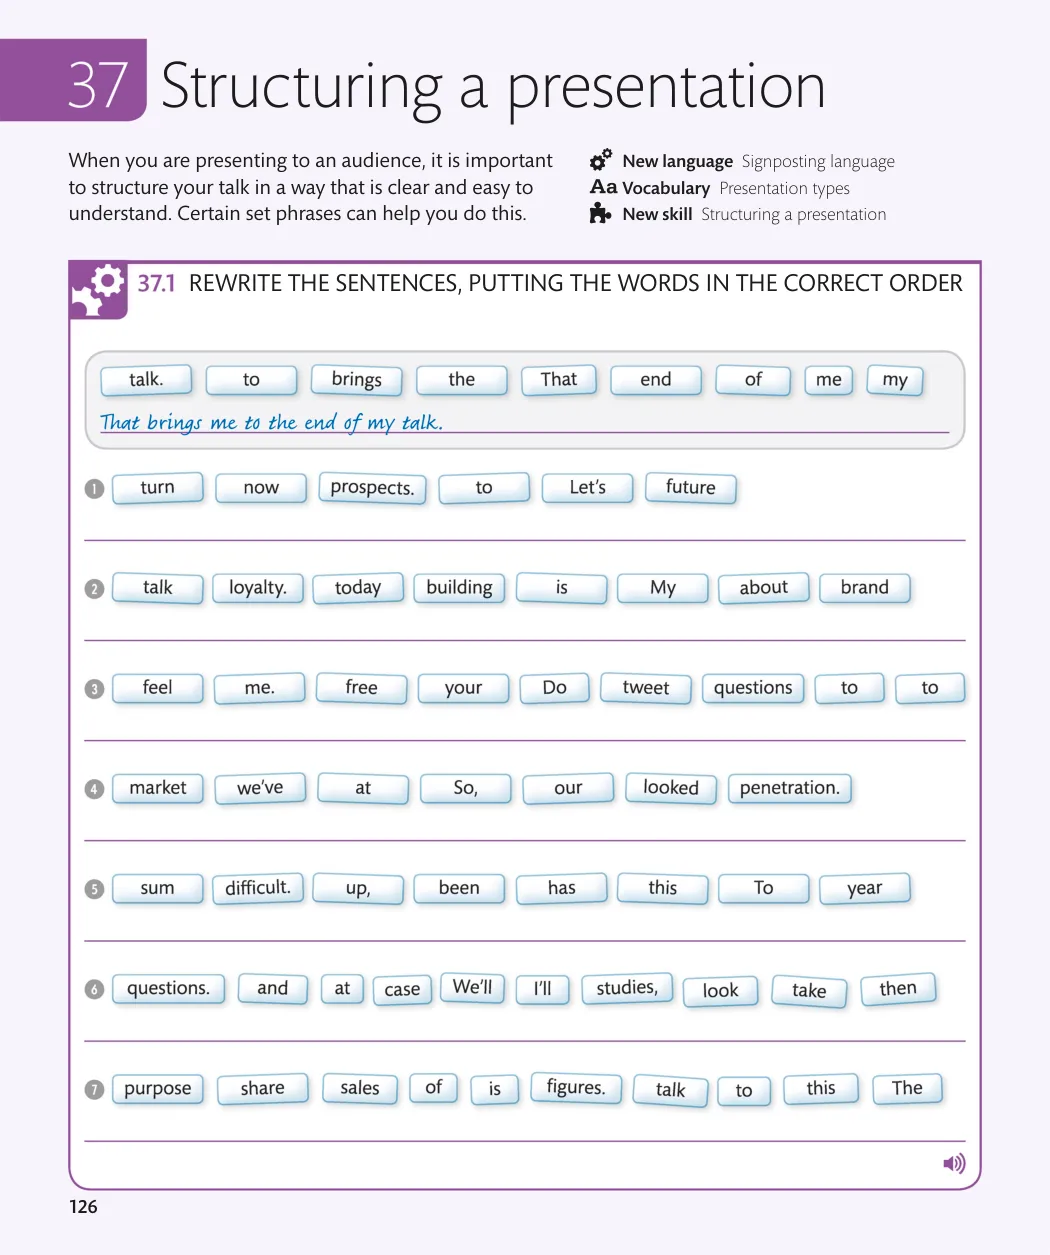 37 Structuring a presentation
When you are presenting to an audience, it is important
to structure your talk in a way that is clear and easy to
understand. Certain set phrases can help you do this.
New language Signposting language
Aa Vocabulary Presentation types
New skill Structuring a presentation
37.1 REWRITE THE SENTENCES, PUTTING THE WORDS IN THE CORRECT ORDER
talk. to brings the That end of me my
That brings me to the end of my talk.
1 turn now prospects. to Let's future
2 talk loyalty. today building is My about brand
3 feel me. free your Do tweet questions to to
4 market we've at So, our looked penetration.
5 sum difficult. up, been has this To year
6 questions. and at case We'll I'll studies, look take then
7 purpose share sales of is figures. talk to this The
126